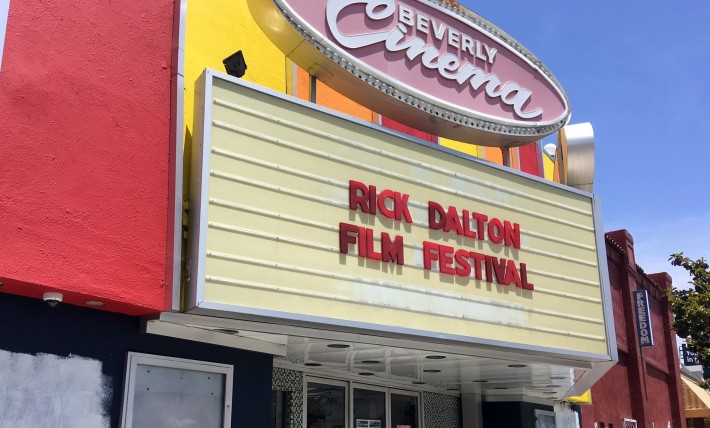 BEVERLY
Cinema
RICK DALTON
FILM FESTIVAL
FREEDOM